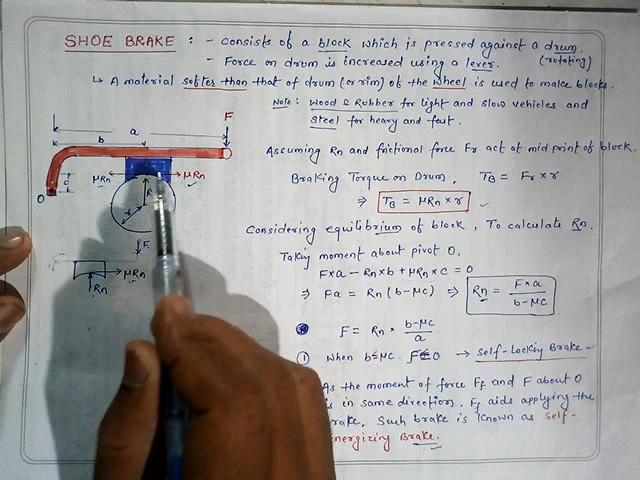 SHOE BRAKE : - Consists of a block which is pressed against a drum.
- Force on drum is increased using a lever. (rotating)
↳ A material softer than that of drum (or rim) of the wheel is used to make blocks.
Note : Wood & Rubber for light and slow vehicles and
Steel for heavy and fast.
F
a
b
c
O
μRn
μRn
R
r
F
μRn
Rn
Assuming Rn and frictional force Fr act at mid point of block.
Braking Torque on Drum, TB = Fr × r
⇒ TB = μRn × r
Considering equilibrium of block, To calculate Rn.
Taking moment about pivot O,
F×a - Rn×b + μRn×c = 0
⇒ Fa = Rn (b-μc) ⇒ Rn = F×a / b-μc
F = Rn × b-μc / a
① When b≤μc. F≤0 → Self-Locking Brake
As the moment of force Ff and F about O
is in same direction. Ff aids applying the
brake. Such brake is known as Self-
Energizing Brake.